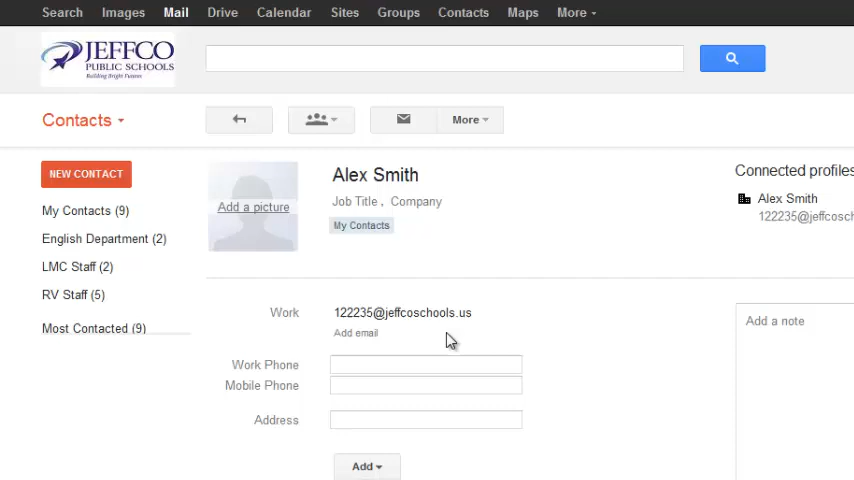 Search Images Mail Drive Calendar Sites Groups Contacts Maps More
JEFFCO
PUBLIC SCHOOLS
Building Bright Futures
Contacts
More
NEW CONTACT
My Contacts (9)
English Department (2)
LMC Staff (2)
RV Staff (5)
Most Contacted (9)
Add a picture
Alex Smith
Job Title , Company
My Contacts
Connected profiles
Alex Smith
122235@jeffcosch
Work 122235@jeffcoschools.us
Add email
Work Phone
Mobile Phone
Address
Add
Add a note